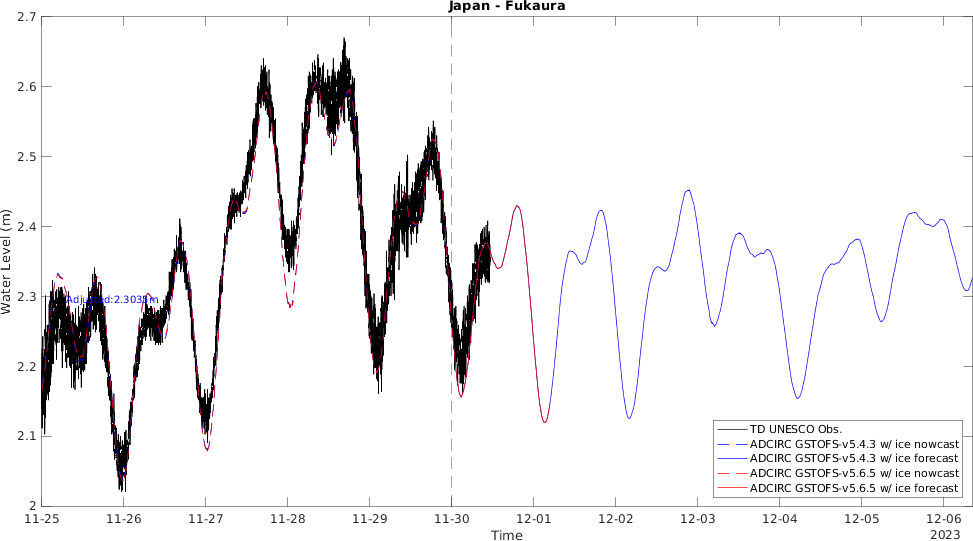 Japan - Fukaura
2.7
2.6
2.5
2.4
2.3
2.2
2.1
2
Water Level (m)
Adjusted:2.3035m
TD UNESCO Obs.
ADCIRC GSTOFS-v5.4.3 w/ ice nowcast
ADCIRC GSTOFS-v5.4.3 w/ ice forecast
ADCIRC GSTOFS-v5.6.5 w/ ice nowcast
ADCIRC GSTOFS-v5.6.5 w/ ice forecast
11-25 11-26 11-27 11-28 11-29 11-30 12-01 12-02 12-03 12-04 12-05 12-06
Time
2023